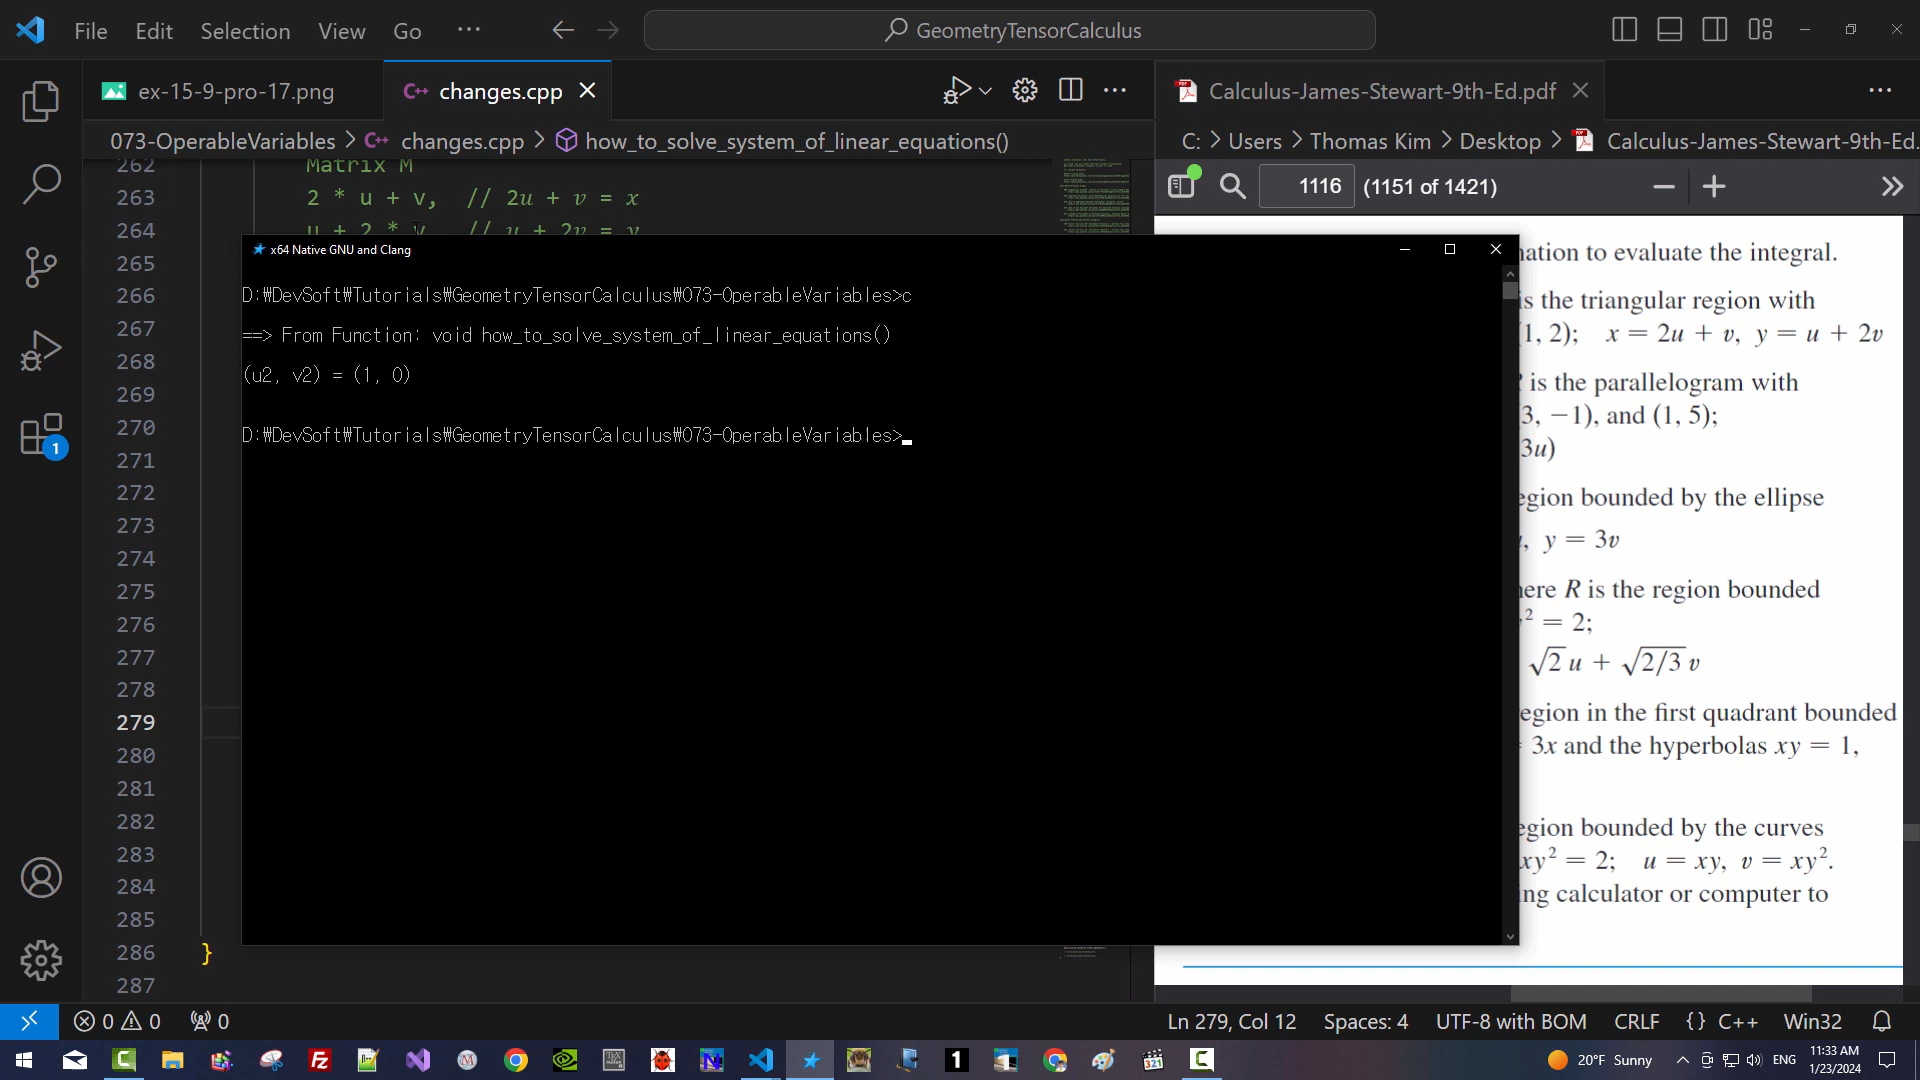 File Edit Selection View Go ··· GeometryTensorCalculus
ex-15-9-pro-17.png C++ changes.cpp
Calculus-James-Stewart-9th-Ed.pdf
073-OperableVariables > C++ changes.cpp > how_to_solve_system_of_linear_equations()
C: > Users > Thomas Kim > Desktop > Calculus-James-Stewart-9th-Ed.
1116 (1151 of 1421)
262 Matrix M
263 2 * u + v, // 2u + v = x
264 u + 2 * v // u + 2v = y
265
266
267
268
269
270
271
272
273
274
275
276
277
278
279
280
281
282
283
284
285
286 }
287
x64 Native GNU and Clang
D:₩DevSoft₩Tutorials₩GeometryTensorCalculus₩073-OperableVariables>c
==> From Function: void how_to_solve_system_of_linear_equations()
(u2, v2) = (1, 0)
D:₩DevSoft₩Tutorials₩GeometryTensorCalculus₩073-OperableVariables>
to evaluate the integral.
is the triangular region with
1, 2); x = 2u + v, y = u + 2v
is the parallelogram with
3, −1), and (1, 5);
3u)
bounded by the ellipse
, y = 3v
R is the region bounded
² = 2;
√2 u + √2/3 v
in the first quadrant bounded
3x and the hyperbolas xy = 1,
bounded by the curves
xy² = 2; u = xy, v = xy².
calculator or computer to
1
0 0 0 Ln 279, Col 12 Spaces: 4 UTF-8 with BOM CRLF {} C++ Win32
20°F Sunny ENG 11:33 AM
1/23/2024